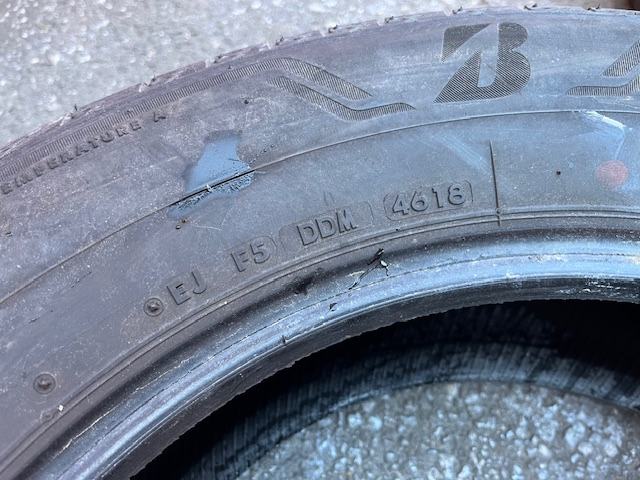 TEMPERATURE A
B
EJ F5 DDM 4618